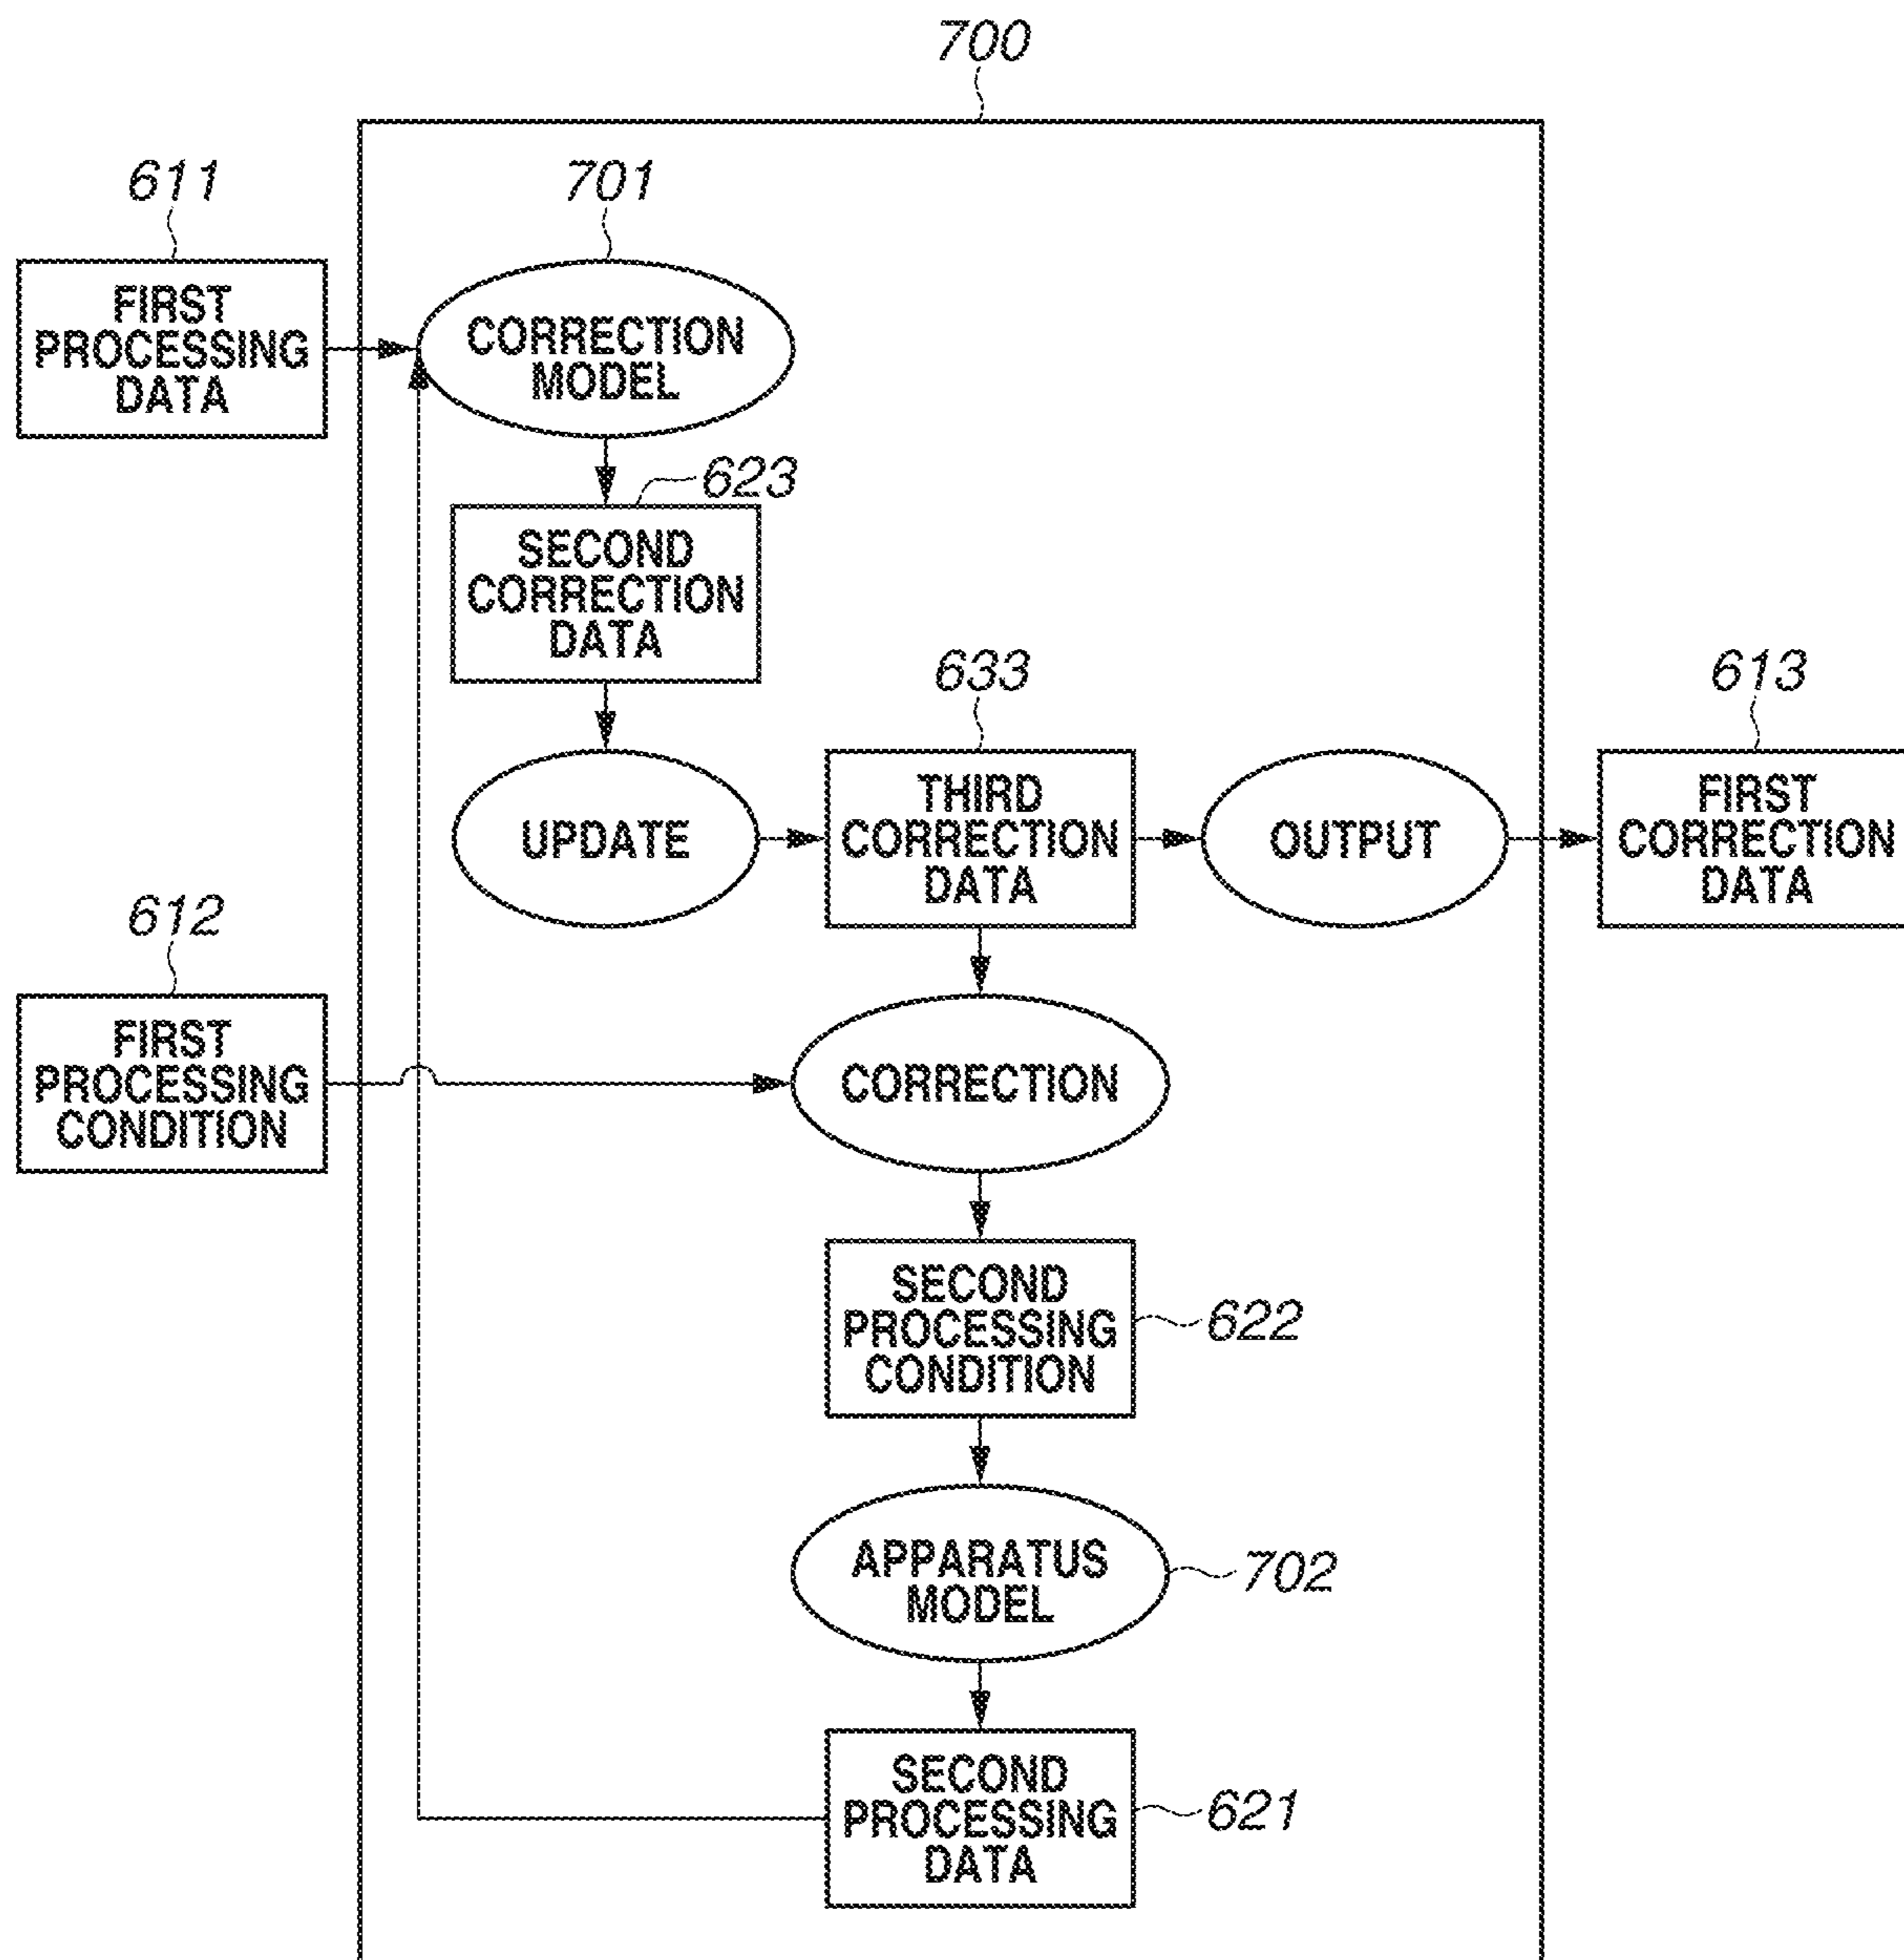 700
611
701
FIRST
PROCESSING
DATA
CORRECTION
MODEL
623
SECOND
CORRECTION
DATA
633
613
UPDATE
THIRD
CORRECTION
DATA
OUTPUT
FIRST
CORRECTION
DATA
612
FIRST
PROCESSING
CONDITION
CORRECTION
SECOND
PROCESSING
CONDITION
622
APPARATUS
MODEL
702
SECOND
PROCESSING
DATA
621